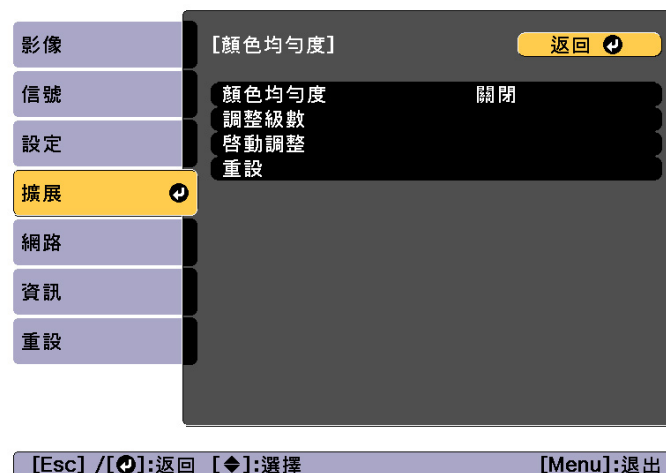 影像
信號
設定
擴展
網路
資訊
重設
[顏色均勻度] 返回
顏色均勻度 關閉
調整級數
啓動調整
重設
[Esc] /[ ]:返回 [ ]:選擇 [Menu]:退出